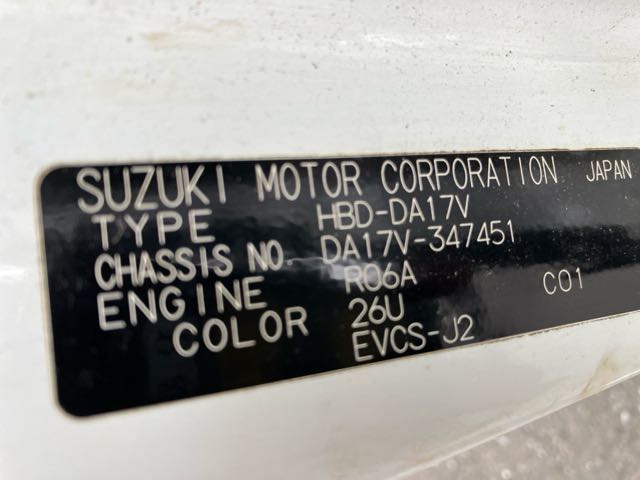 SUZUKI MOTOR CORPORATION JAPAN
TYPE HBD-DA17V
CHASSIS NO. DA17V-347451
ENGINE R06A C01
COLOR 26U
EVCS-J2